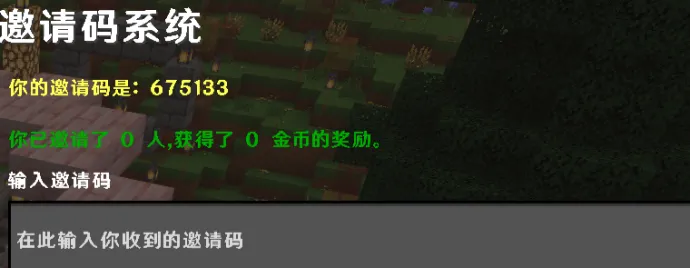 邀请码系统
你的邀请码是: 675133
你已邀请了 0 人,获得了 0 金币的奖励。
输入邀请码
在此输入你收到的邀请码